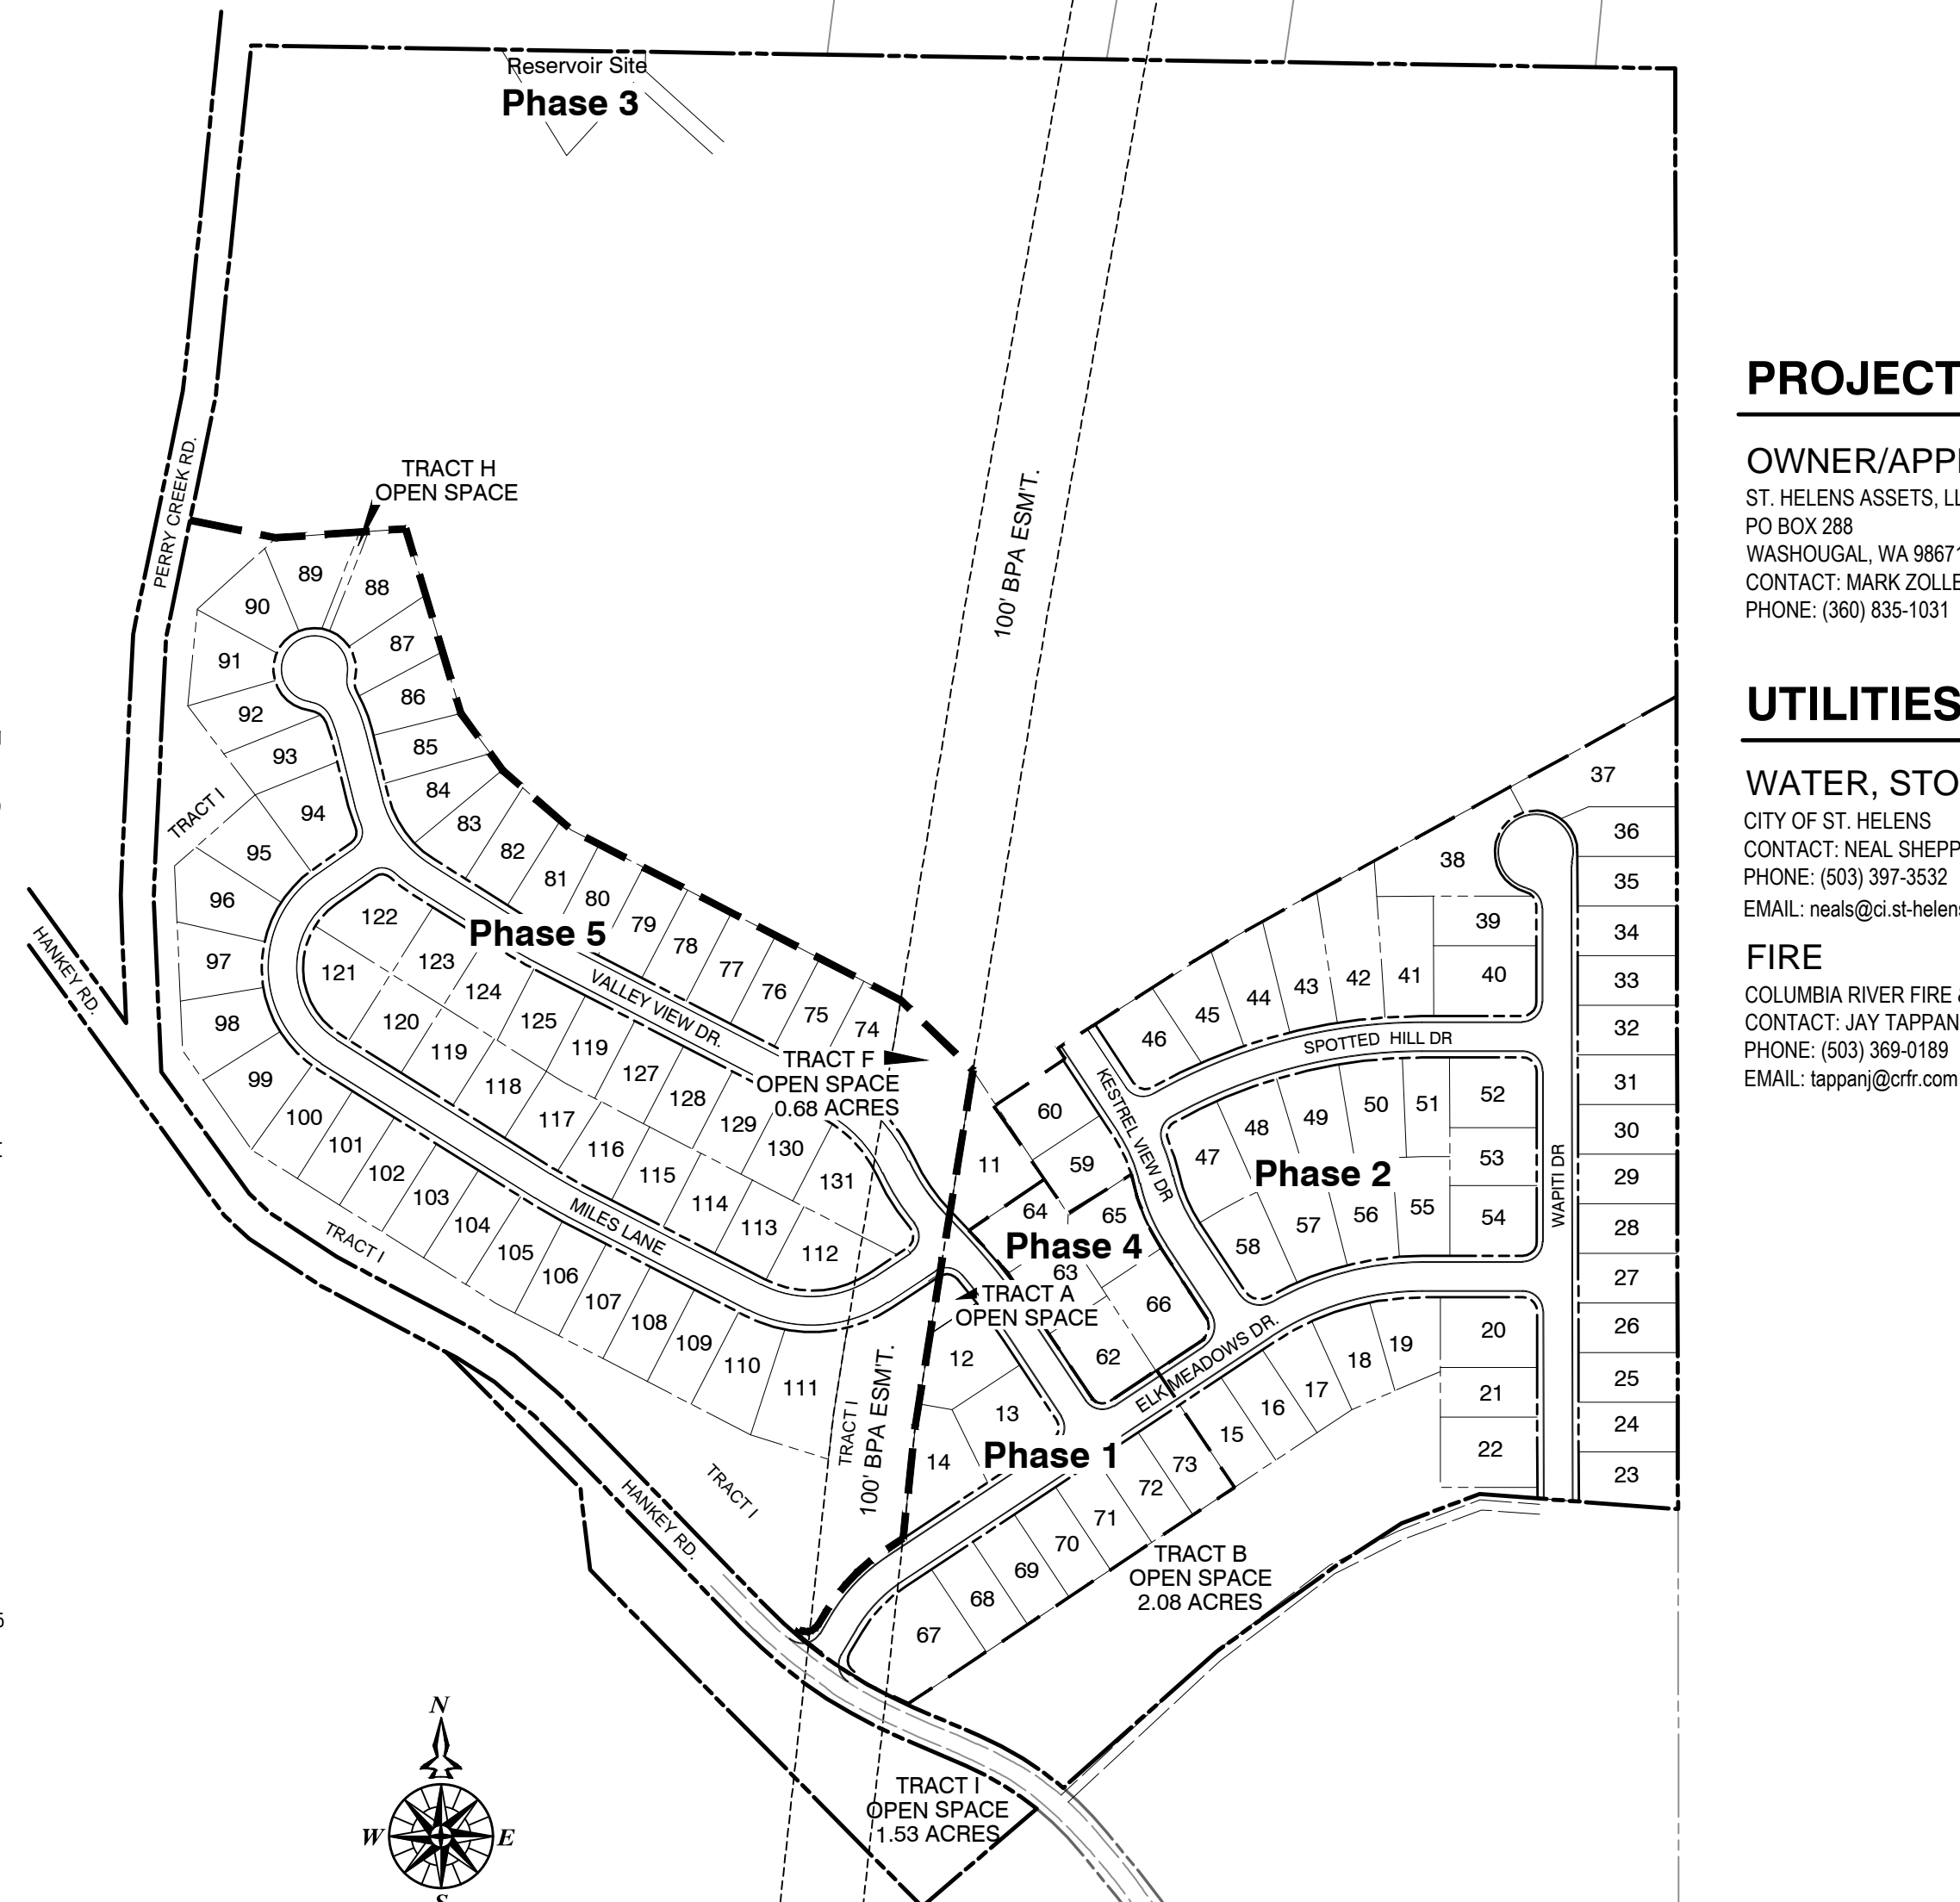 Reservoir Site
Phase 3
PERRY CREEK RD.
TRACT H
OPEN SPACE
100' BPA ESM'T.
89
88
90
87
91
86
92
85
93
84
94
83
TRACT I
82
95
81
96
80
79
122
Phase 5
78
97
123
77
121
76
124
75
98
120
125
74
VALLEY VIEW DR.
HANKEY RD.
119
119
TRACT F
OPEN SPACE
0.68 ACRES
99
118
127
100
117
128
101
116
129
102
115
130
103
114
131
104
113
105
112
MILES LANE
TRACT I
106
107
108
109
110
111
TRACT I
100' BPA ESM'T.
TRACT I
HANKEY RD.
37
36
38
35
39
34
40
33
41
42
43
44
45
46
32
SPOTTED HILL DR
31
52
51
50
49
48
47
30
53
29
Phase 2
WAPITI DR
54
28
55
56
57
58
27
60
59
11
KESTREL VIEW DR
64
65
Phase 4
63
TRACT A
OPEN SPACE
66
62
26
20
19
18
25
21
17
24
16
22
15
23
ELK MEADOWS DR.
12
13
14
Phase 1
73
72
71
70
69
68
67
TRACT B
OPEN SPACE
2.08 ACRES
TRACT I
OPEN SPACE
1.53 ACRES
N
W
E
S
PROJECT
OWNER/APPI
ST. HELENS ASSETS, LL
PO BOX 288
WASHOUGAL, WA 98671
CONTACT: MARK ZOLLE
PHONE: (360) 835-1031
UTILITIES
WATER, STO
CITY OF ST. HELENS
CONTACT: NEAL SHEPP
PHONE: (503) 397-3532
EMAIL: neals@ci.st-helens
FIRE
COLUMBIA RIVER FIRE &
CONTACT: JAY TAPPAN
PHONE: (503) 369-0189
EMAIL: tappanj@crfr.com